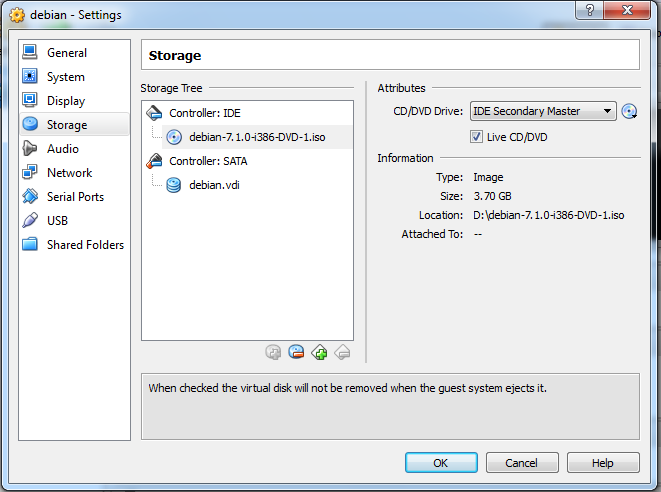 debian - Settings
?
General
System
Display
Storage
Audio
Network
Serial Ports
USB
Shared Folders
Storage
Storage Tree
Controller: IDE
debian-7.1.0-i386-DVD-1.iso
Controller: SATA
debian.vdi
Attributes
CD/DVD Drive: IDE Secondary Master
Live CD/DVD
Information
Type: Image
Size: 3.70 GB
Location: D:\debian-7.1.0-i386-DVD-1.iso
Attached To: --
When checked the virtual disk will not be removed when the guest system ejects it.
OK Cancel Help